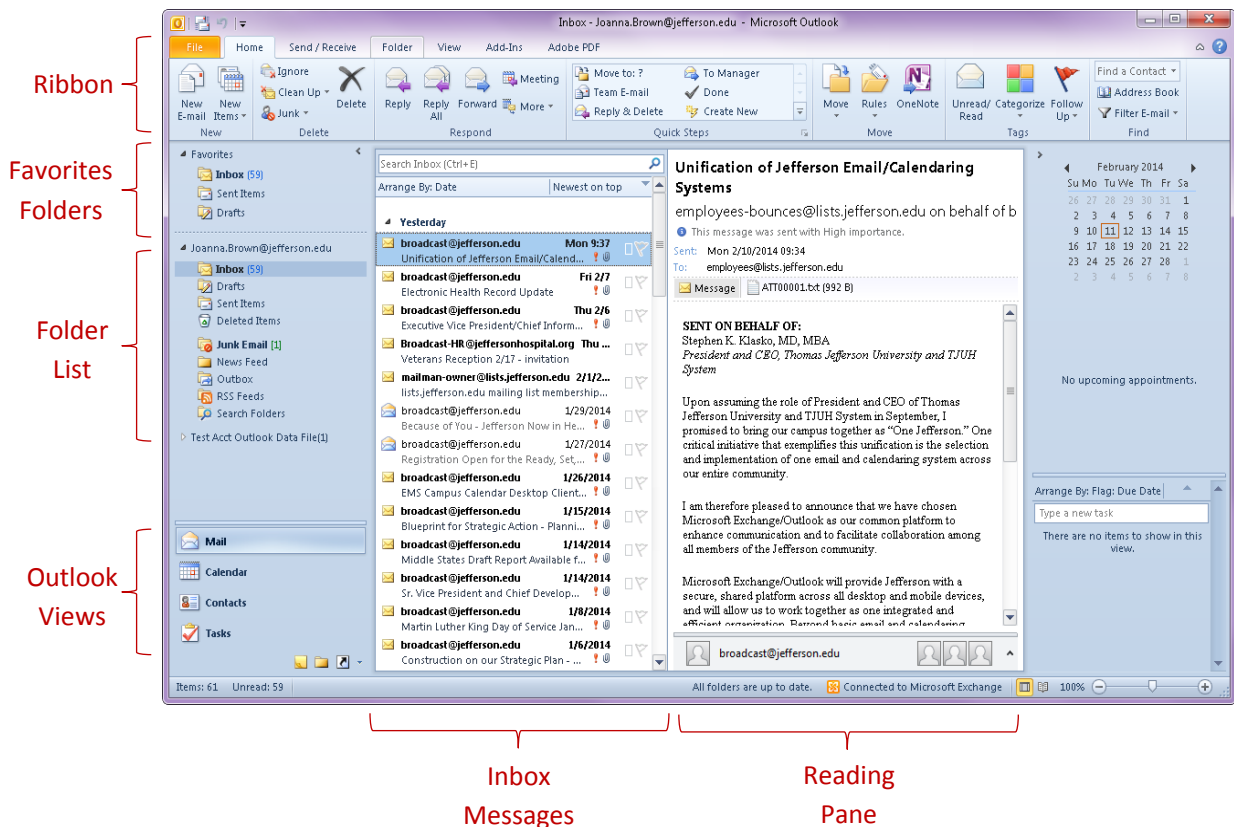 Inbox - Joanna.Brown@jefferson.edu - Microsoft Outlook
File Home Send / Receive Folder View Add-Ins Adobe PDF
Ribbon
New E-mail
New Items
New
Ignore
Clean Up
Junk
Delete
Delete
Reply
Reply All
Forward
Meeting
More
Respond
Move to: ?
Team E-mail
Reply & Delete
To Manager
Done
Create New
Quick Steps
Move
Rules
OneNote
Move
Unread/ Read
Categorize
Follow Up
Tags
Find a Contact
Address Book
Filter E-mail
Find
Favorites
Folders
Favorites
Inbox (59)
Sent Items
Drafts
Folder
List
Joanna.Brown@jefferson.edu
Inbox (59)
Drafts
Sent Items
Deleted Items
Junk Email [1]
News Feed
Outbox
RSS Feeds
Search Folders
Test Acct Outlook Data File(1)
Outlook
Views
Mail
Calendar
Contacts
Tasks
Search Inbox (Ctrl+E)
Arrange By: Date Newest on top
Yesterday
broadcast@jefferson.edu Mon 9:37
Unification of Jefferson Email/Calend...
broadcast@jefferson.edu Fri 2/7
Electronic Health Record Update
broadcast@jefferson.edu Thu 2/6
Executive Vice President/Chief Inform...
Broadcast-HR@jeffersonhospital.org Thu ...
Veterans Reception 2/17 - invitation
mailman-owner@lists.jefferson.edu 2/1/2...
lists.jefferson.edu mailing list membership...
broadcast@jefferson.edu 1/29/2014
Because of You - Jefferson Now in He...
broadcast@jefferson.edu 1/27/2014
Registration Open for the Ready, Set,...
broadcast@jefferson.edu 1/26/2014
EMS Campus Calendar Desktop Client...
broadcast@jefferson.edu 1/15/2014
Blueprint for Strategic Action - Planni...
broadcast@jefferson.edu 1/14/2014
Middle States Draft Report Available f...
broadcast@jefferson.edu 1/14/2014
Sr. Vice President and Chief Develop...
broadcast@jefferson.edu 1/8/2014
Martin Luther King Day of Service Jan...
broadcast@jefferson.edu 1/6/2014
Construction on our Strategic Plan - ...
Unification of Jefferson Email/Calendaring
Systems
employees-bounces@lists.jefferson.edu on behalf of b
This message was sent with High importance.
Sent: Mon 2/10/2014 09:34
To: employees@lists.jefferson.edu
Message ATT00001.txt (992 B)
SENT ON BEHALF OF:
Stephen K. Klasko, MD, MBA
President and CEO, Thomas Jefferson University and TJUH
System
Upon assuming the role of President and CEO of Thomas
Jefferson University and TJUH System in September, I
promised to bring our campus together as “One Jefferson.” One
critical initiative that exemplifies this unification is the selection
and implementation of one email and calendaring system across
our entire community.
I am therefore pleased to announce that we have chosen
Microsoft Exchange/Outlook as our common platform to
enhance communication and to facilitate collaboration among
all members of the Jefferson community.
Microsoft Exchange/Outlook will provide Jefferson with a
secure, shared platform across all desktop and mobile devices,
and will allow us to work together as one integrated and
efficient organization. Beyond basic email and calendaring
broadcast@jefferson.edu
February 2014
Su Mo Tu We Th Fr Sa
26 27 28 29 30 31 1
2 3 4 5 6 7 8
9 10 11 12 13 14 15
16 17 18 19 20 21 22
23 24 25 26 27 28 1
2 3 4 5 6 7 8
No upcoming appointments.
Arrange By: Flag: Due Date
Type a new task
There are no items to show in this
view.
Items: 61 Unread: 59
All folders are up to date. Connected to Microsoft Exchange 100%
Inbox
Messages
Reading
Pane